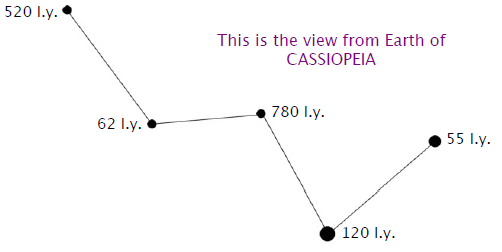 520 l.y.
This is the view from Earth of
CASSIOPEIA
62 l.y.
780 l.y.
55 l.y.
120 l.y.